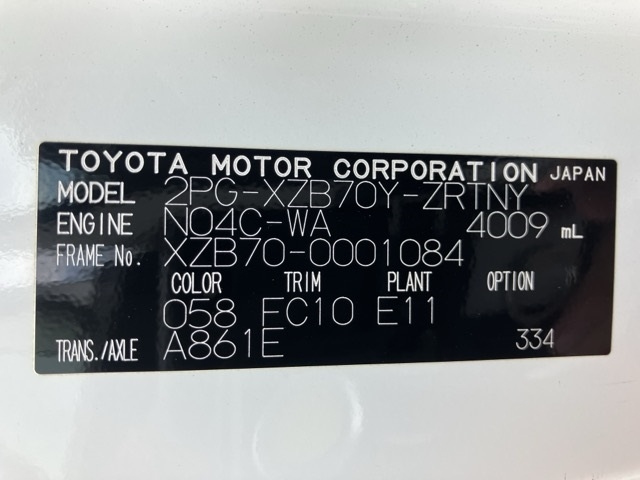 TOYOTA MOTOR CORPORATION JAPAN
MODEL 2PG-XZB70Y-ZRTNY
ENGINE N04C-WA 4009 mL
FRAME No. XZB70-0001084
COLOR TRIM PLANT OPTION
058 FC10 E11
TRANS./AXLE A861E 334